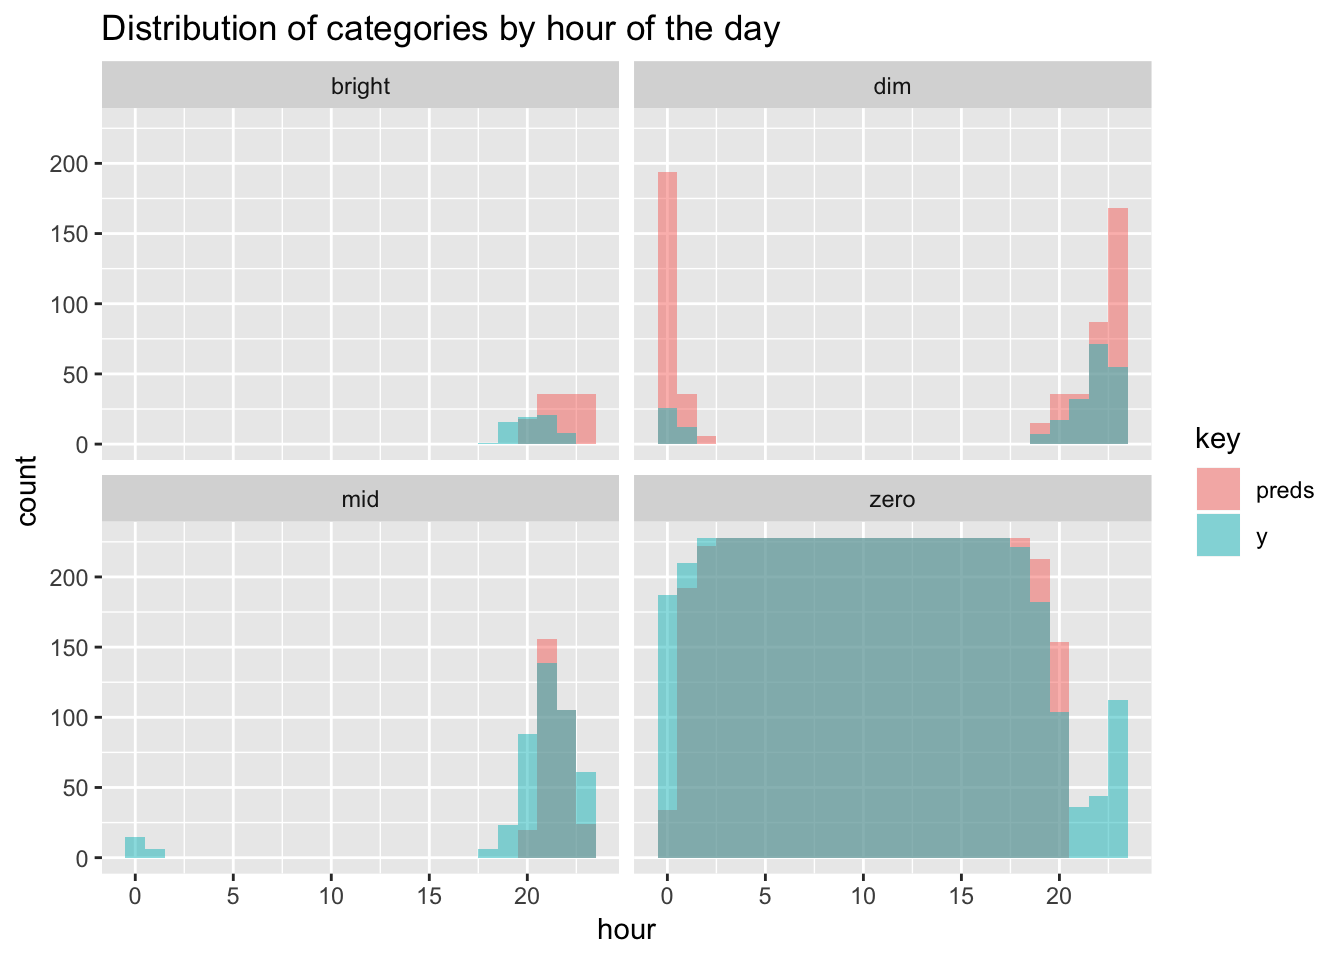 Distribution of categories by hour of the day
bright
dim
200
150
100
50
0
mid
zero
200
150
100
50
0
0 5 10 15 20
0 5 10 15 20
hour
count
key
preds
y